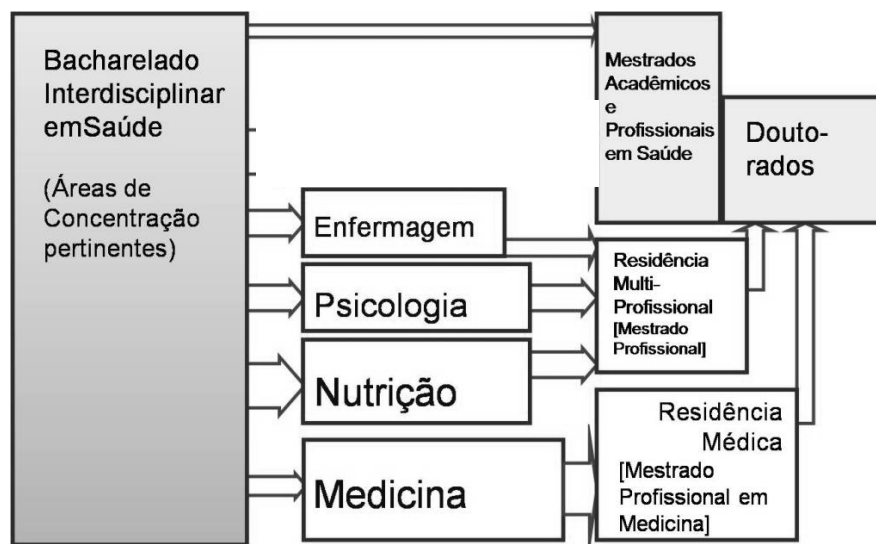 Bacharelado
Interdisciplinar
emSaúde
(Áreas de
Concentração
pertinentes)
Mestrados
Acadêmicos
e
Profissionais
em Saúde
Douto-
rados
Enfermagem
Psicologia
Nutrição
Medicina
Residência
Multi-
Profissional
[Mestrado
Profissional]
Residência
Médica
[Mestrado
Profissional em
Medicina]